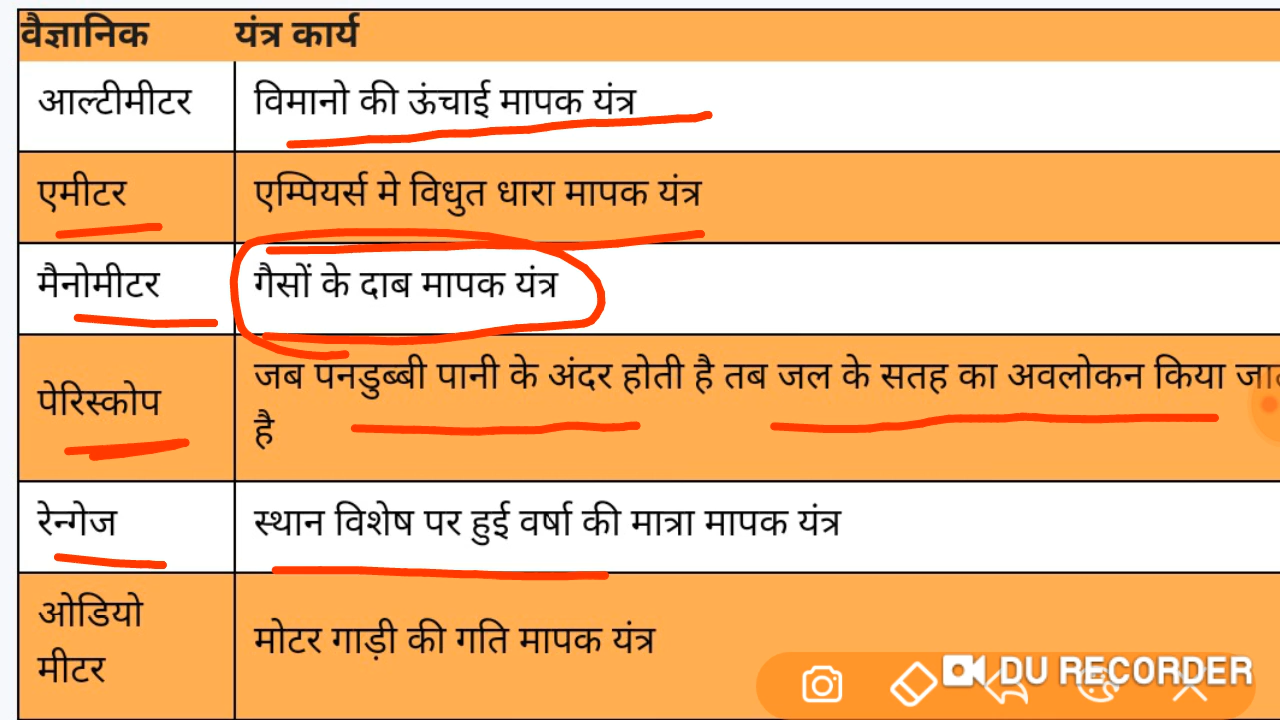 वैज्ञानिक यंत्र कार्य
आल्टीमीटर विमानो की ऊंचाई मापक यंत्र
एमीटर एम्पियर्स मे विधुत धारा मापक यंत्र
मैनोमीटर गैसों के दाब मापक यंत्र
पेरिस्कोप जब पनडुब्बी पानी के अंदर होती है तब जल के सतह का अवलोकन किया
है
रेन्गेज स्थान विशेष पर हुई वर्षा की मात्रा मापक यंत्र
ओडियो
मीटर मोटर गाड़ी की गति मापक यंत्र
DU RECORDER